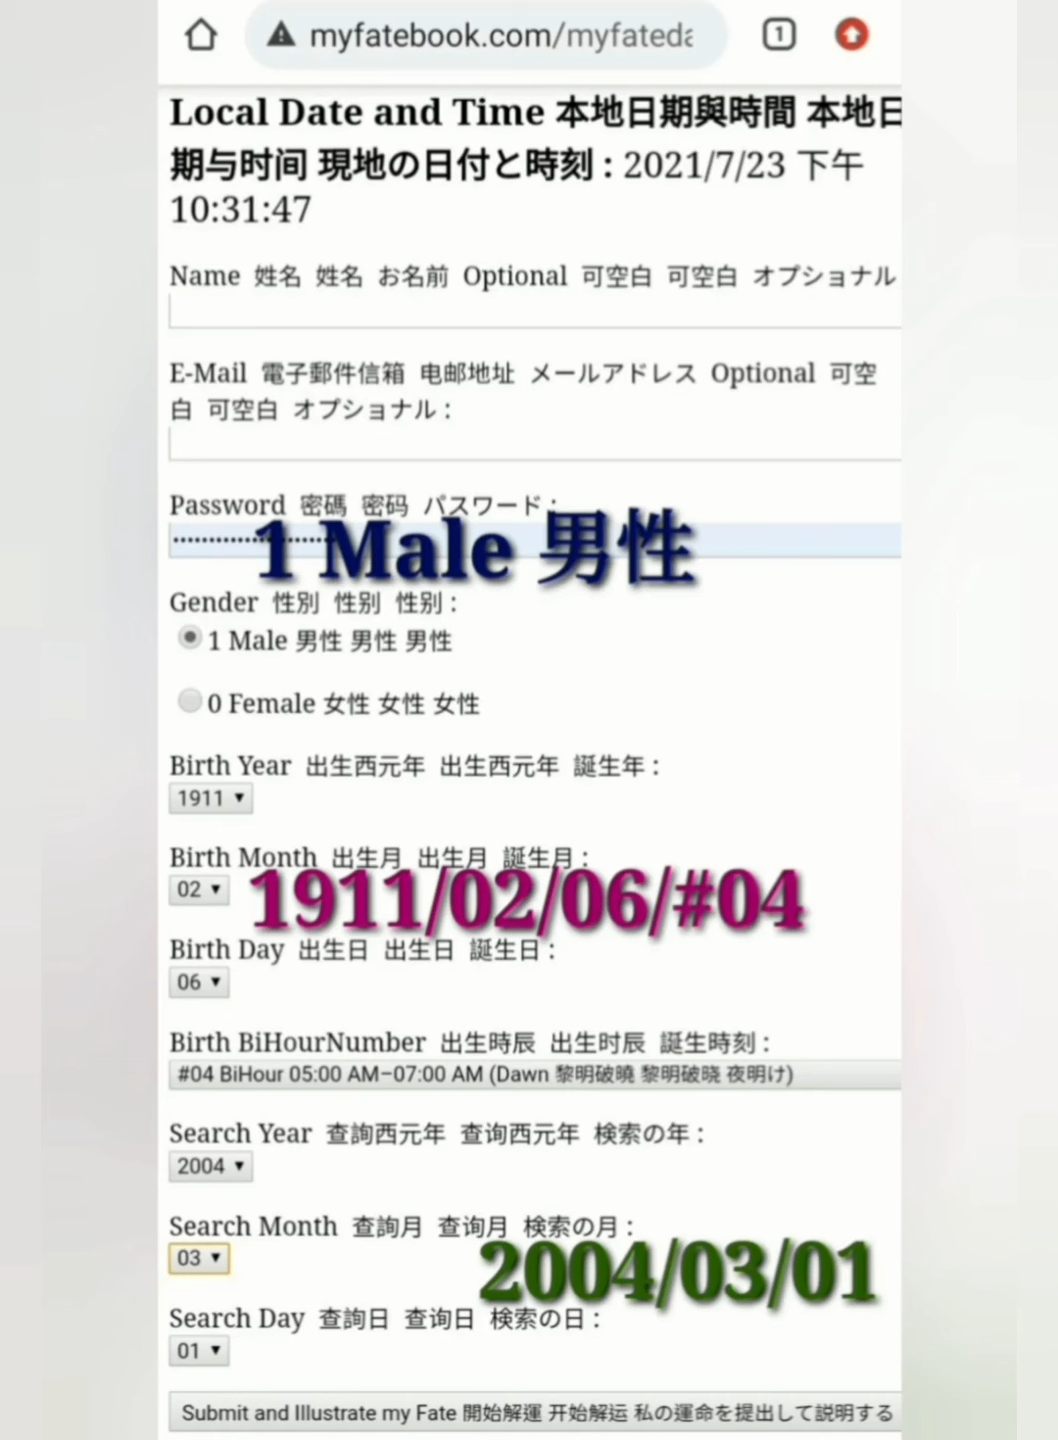 myfatebook.com/myfateda
1
Local Date and Time 本地日期與時間 本地日
期与时间 現地の日付と時刻 : 2021/7/23 下午
10:31:47
Name 姓名 姓名 お名前 Optional 可空白 可空白 オプショナル
E-Mail 電子郵件信箱 电邮地址 メールアドレス Optional 可空
白 可空白 オプショナル :
Password 密碼 密码 パスワード :
1 Male 男性
Gender 性別 性别 性别 :
1 Male 男性 男性 男性
0 Female 女性 女性 女性
Birth Year 出生西元年 出生西元年 誕生年 :
1911
Birth Month 出生月 出生月 誕生月 :
02
1911/02/06/#04
Birth Day 出生日 出生日 誕生日 :
06
Birth BiHourNumber 出生時辰 出生时辰 誕生時刻 :
#04 BiHour 05:00 AM–07:00 AM (Dawn 黎明破曉 黎明破晓 夜明け)
Search Year 查詢西元年 查询西元年 検索の年 :
2004
Search Month 查詢月 查询月 検索の月 :
03
2004/03/01
Search Day 查詢日 查询日 検索の日 :
01
Submit and Illustrate my Fate 開始解運 开始解运 私の運命を提出して説明する